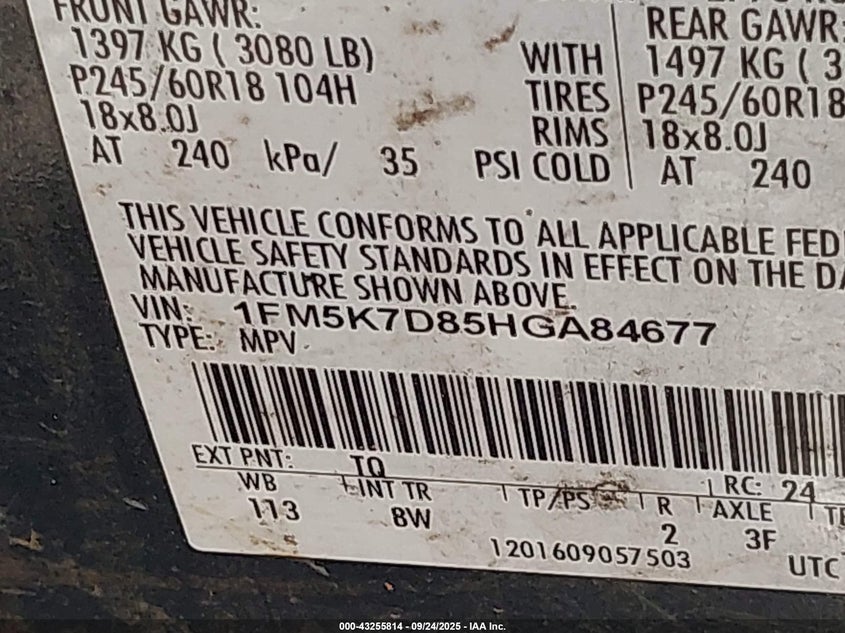 FRONT GAWR:
1397 KG ( 3080 LB)
P245/60R18 104H
18x8.0J
AT 240 kPa/ 35 PSI COLD
WITH
TIRES
RIMS
REAR GAWR:
1497 KG ( 3
P245/60R18
18x8.0J
AT 240
THIS VEHICLE CONFORMS TO ALL APPLICABLE FED
VEHICLE SAFETY STANDARDS IN EFFECT ON THE DA
MANUFACTURE SHOWN ABOVE.
VIN: 1FM5K7D85HGA84677
TYPE: MPV
EXT PNT: TQ RC: 24
WB INT TR TP/PS R AXLE
113 8W 2 3F
1201609057503 UTC
000-43255814 - 09/24/2025 - IAA Inc.